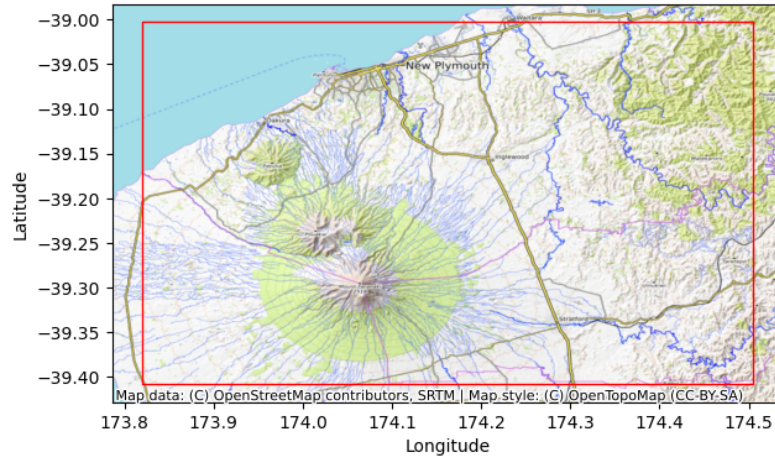 −39.00
−39.05
−39.10
−39.15
−39.20
−39.25
−39.30
−39.35
−39.40
Latitude
New Plymouth
Inglewood
Stratford
Map data: (C) OpenStreetMap contributors, SRTM | Map style: (C) OpenTopoMap (CC-BY-SA)
173.8 173.9 174.0 174.1 174.2 174.3 174.4 174.5
Longitude